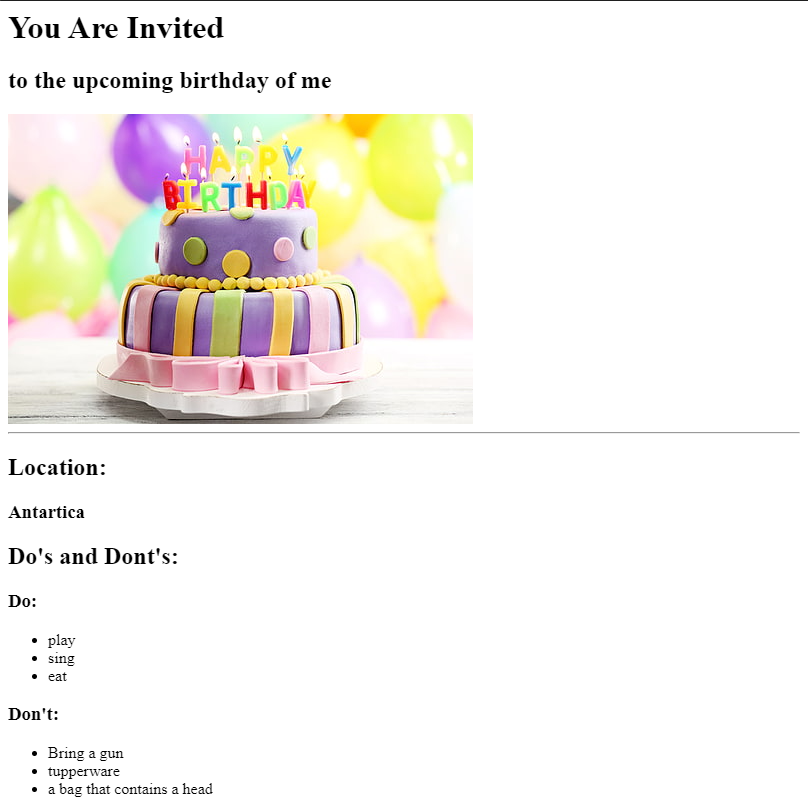 You Are Invited
to the upcoming birthday of me
HAPPY
BIRTHDAY
Location:
Antartica
Do's and Dont's:
Do:
play
sing
eat
Don't:
Bring a gun
tupperware
a bag that contains a head